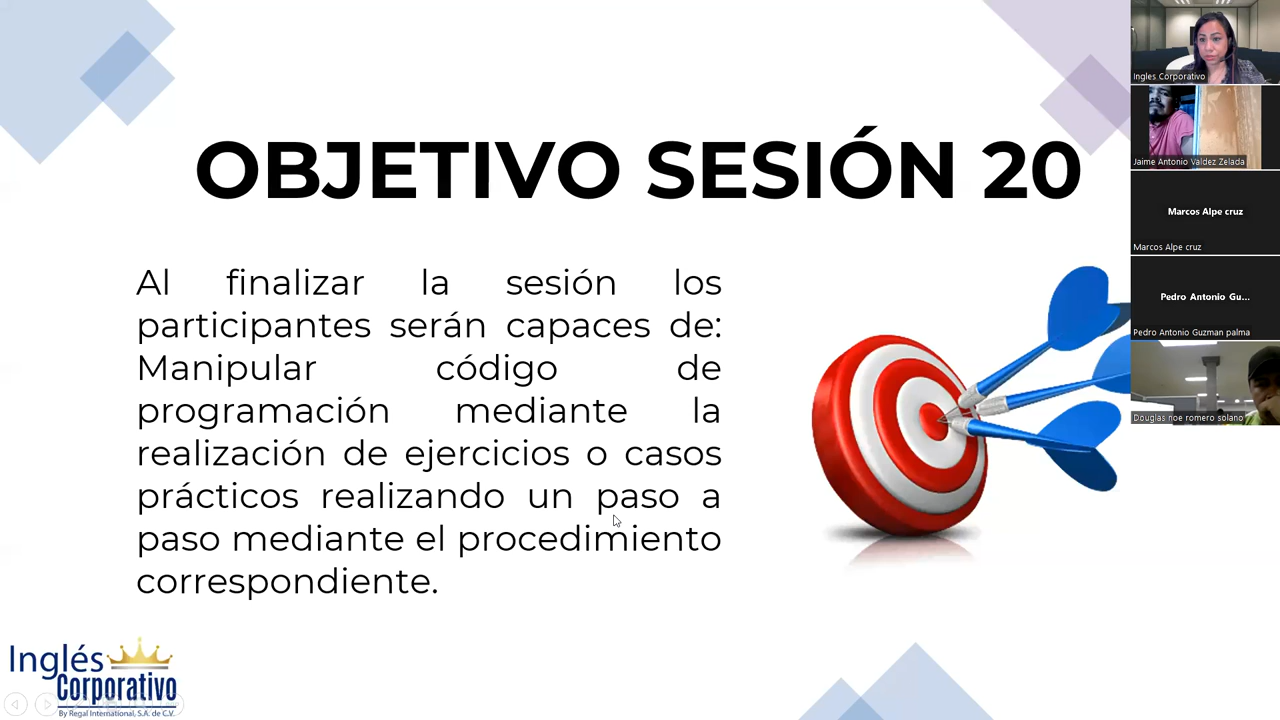 OBJETIVO SESIÓN 20
Al finalizar la sesión los
participantes serán capaces de:
Manipular código de
programación mediante la
realización de ejercicios o casos
prácticos realizando un paso a
paso mediante el procedimiento
correspondiente.
Inglés
Corporativo
By Regal International, S.A. de C.V.
Ingles Corporativo
Jaime Antonio Valdez Zelada
Marcos Alpe cruz
Marcos Alpe cruz
Pedro Antonio Gu...
Pedro Antonio Guzman palma
Douglas noe romero solano